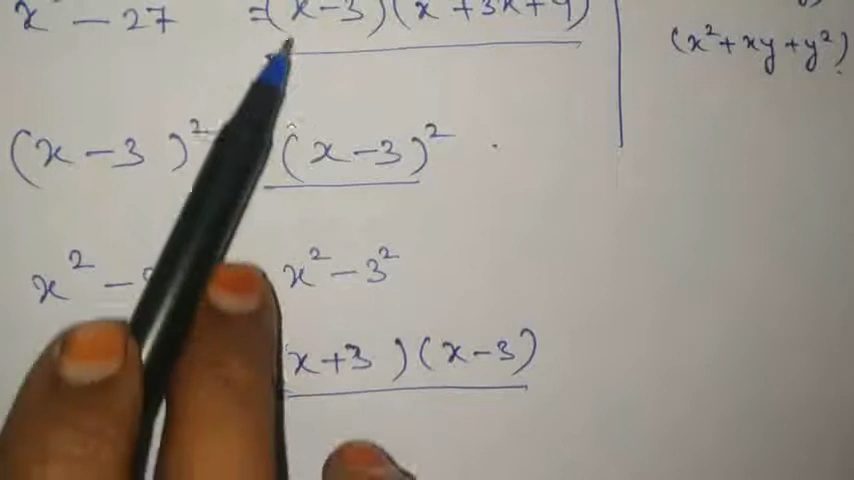 - 27 = (x - 3)(x + 3x + 9)
(x² + xy + y²)
(x - 3)² (x - 3)²
x² - x² - 3²
x + 3)(x - 3)